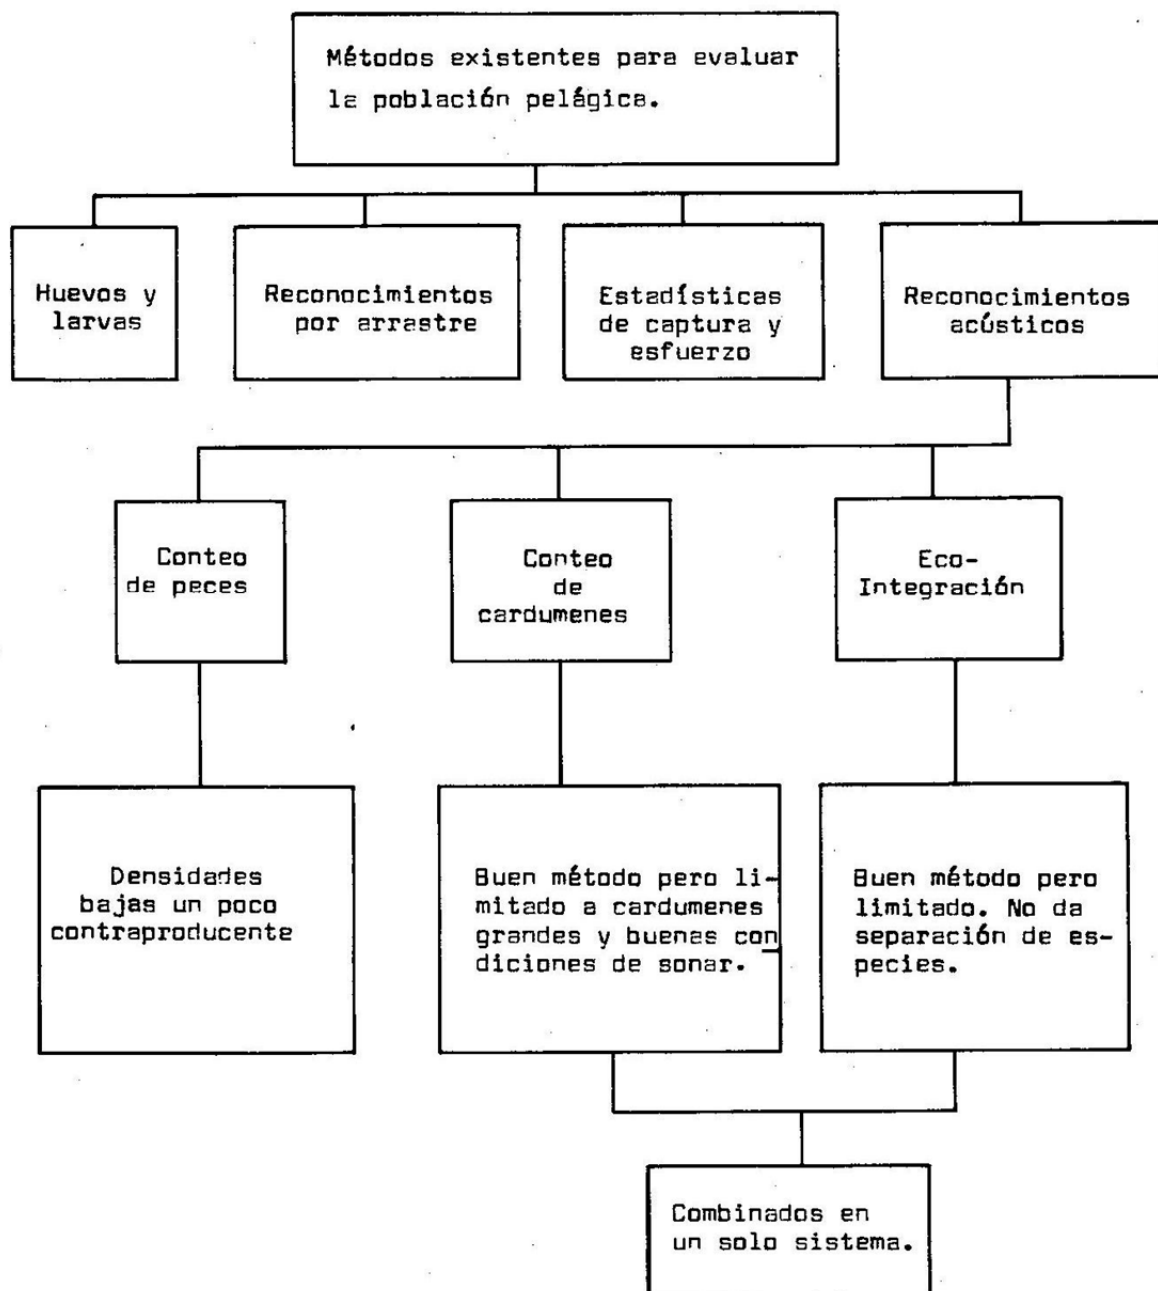 Métodos existentes para evaluar
la población pelágica.
Huevos y
larvas
Reconocimientos
por arrastre
Estadísticas
de captura y
esfuerzo
Reconocimientos
acústicos
Conteo
de peces
Conteo
de
cardumenes
Eco-
Integración
Densidades
bajas un poco
contraproducente
Buen método pero li-
mitado a cardumenes
grandes y buenas con
diciones de sonar.
Buen método pero
limitado. No da
separación de es-
pecies.
Combinados en
un solo sistema.